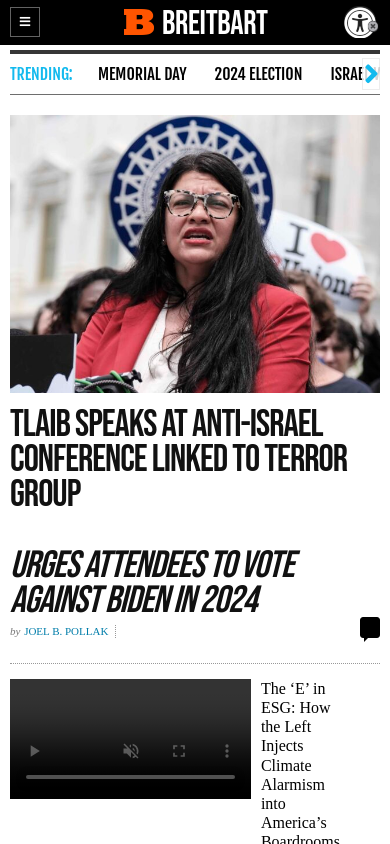 BREITBART
TRENDING:
MEMORIAL DAY
2024 ELECTION
I
Unions
TLAIB SPEAKS AT ANTI-ISRAEL
CONFERENCE LINKED TO TERROR
GROUP
URGES ATTENDEES TO VOTE
AGAINST BIDEN IN 2024
by JOEL B. POLLAK
The ‘E’ in
ESG: How
the Left
Injects
Climate
Alarmism
into
America’s
Boardrooms